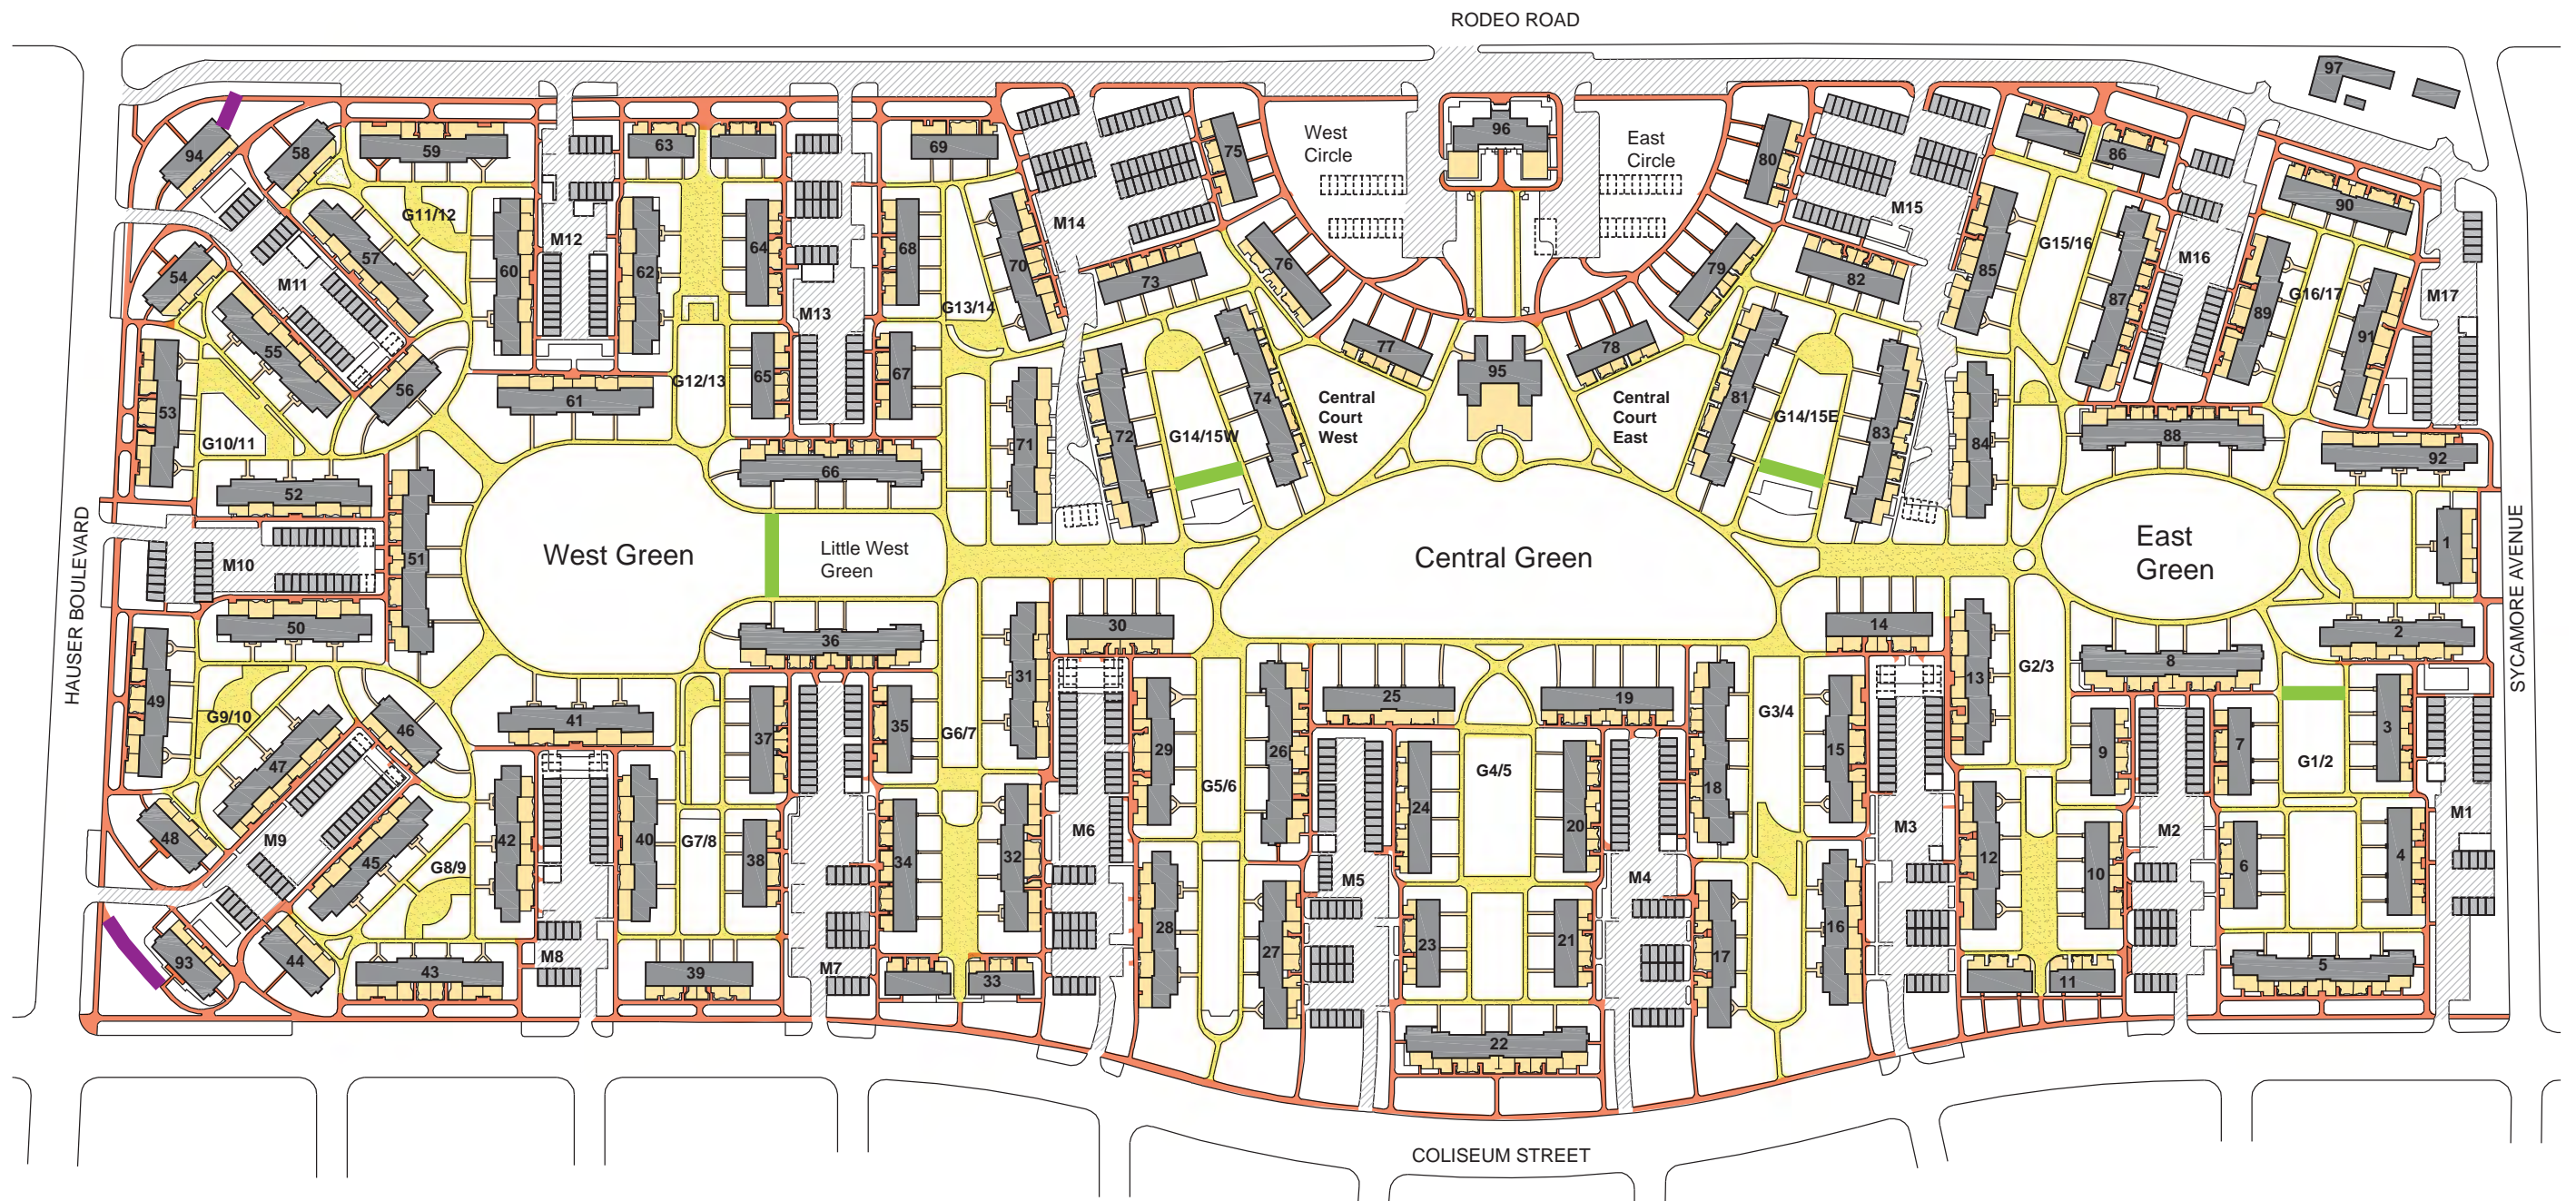 RODEO ROAD
97
94
58
59
63
69
75
West
Circle
96
East
Circle
80
86
90
54
57
G11/12
60
M12
62
64
68
70
M14
73
76
79
82
M15
85
G15/16
87
M16
89
G16/17
91
M17
M11
55
56
53
61
G12/13
M13
65
67
G13/14
77
78
95
G10/11
52
66
71
72
G14/15W
74
Central
Court
West
Central
Court
East
81
G14/15E
83
84
88
92
HAUSER BOULEVARD
M10
51
50
West Green
Little West
Green
Central Green
East
Green
1
SYCAMORE AVENUE
49
G9/10
47
46
41
36
37
35
G6/7
31
30
29
G5/6
26
25
19
18
G3/4
14
15
13
G2/3
8
2
9
7
G1/2
3
48
M9
45
G8/9
42
40
G7/8
38
34
32
M6
28
24
G4/5
20
M5
M4
M3
12
10
M2
6
4
M1
93
44
43
M8
39
M7
33
27
23
21
17
16
11
5
22
COLISEUM STREET